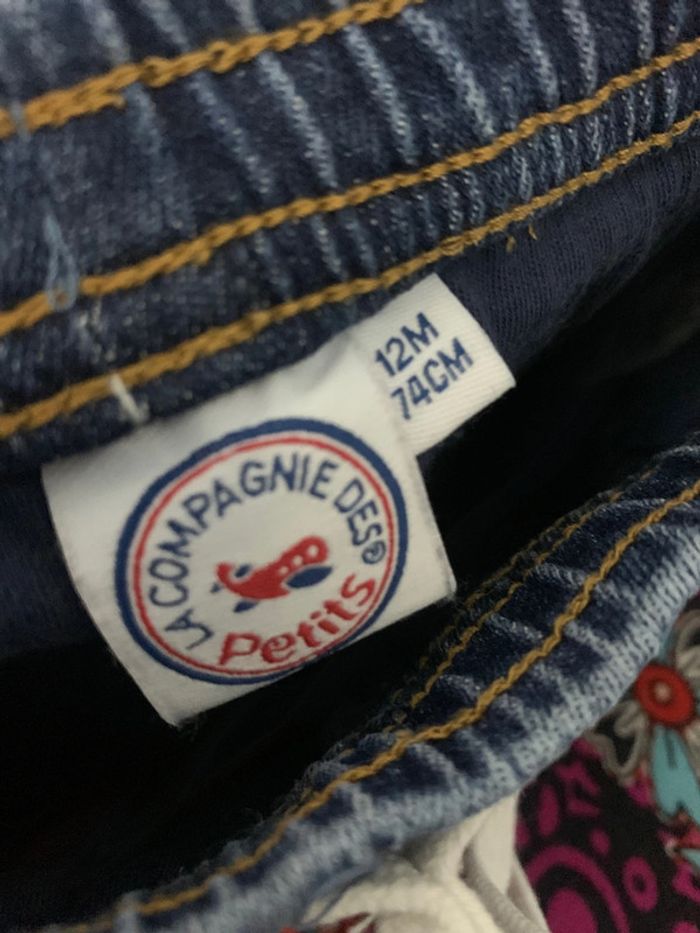 12M
74CM
LA COMPAGNIE DES®
Petits